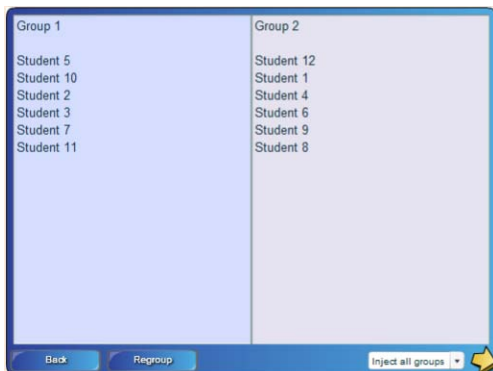 Group 1
Student 5
Student 10
Student 2
Student 3
Student 7
Student 11
Group 2
Student 12
Student 1
Student 4
Student 6
Student 9
Student 8
Back
Regroup
Inject all groups